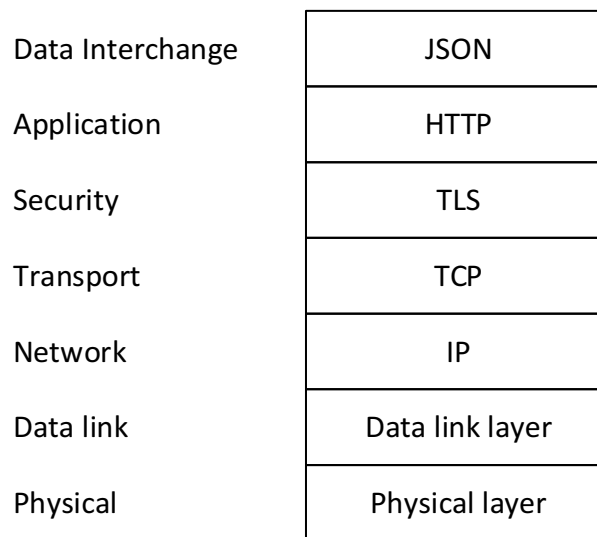 Data Interchange JSON
Application HTTP
Security TLS
Transport TCP
Network IP
Data link Data link layer
Physical Physical layer